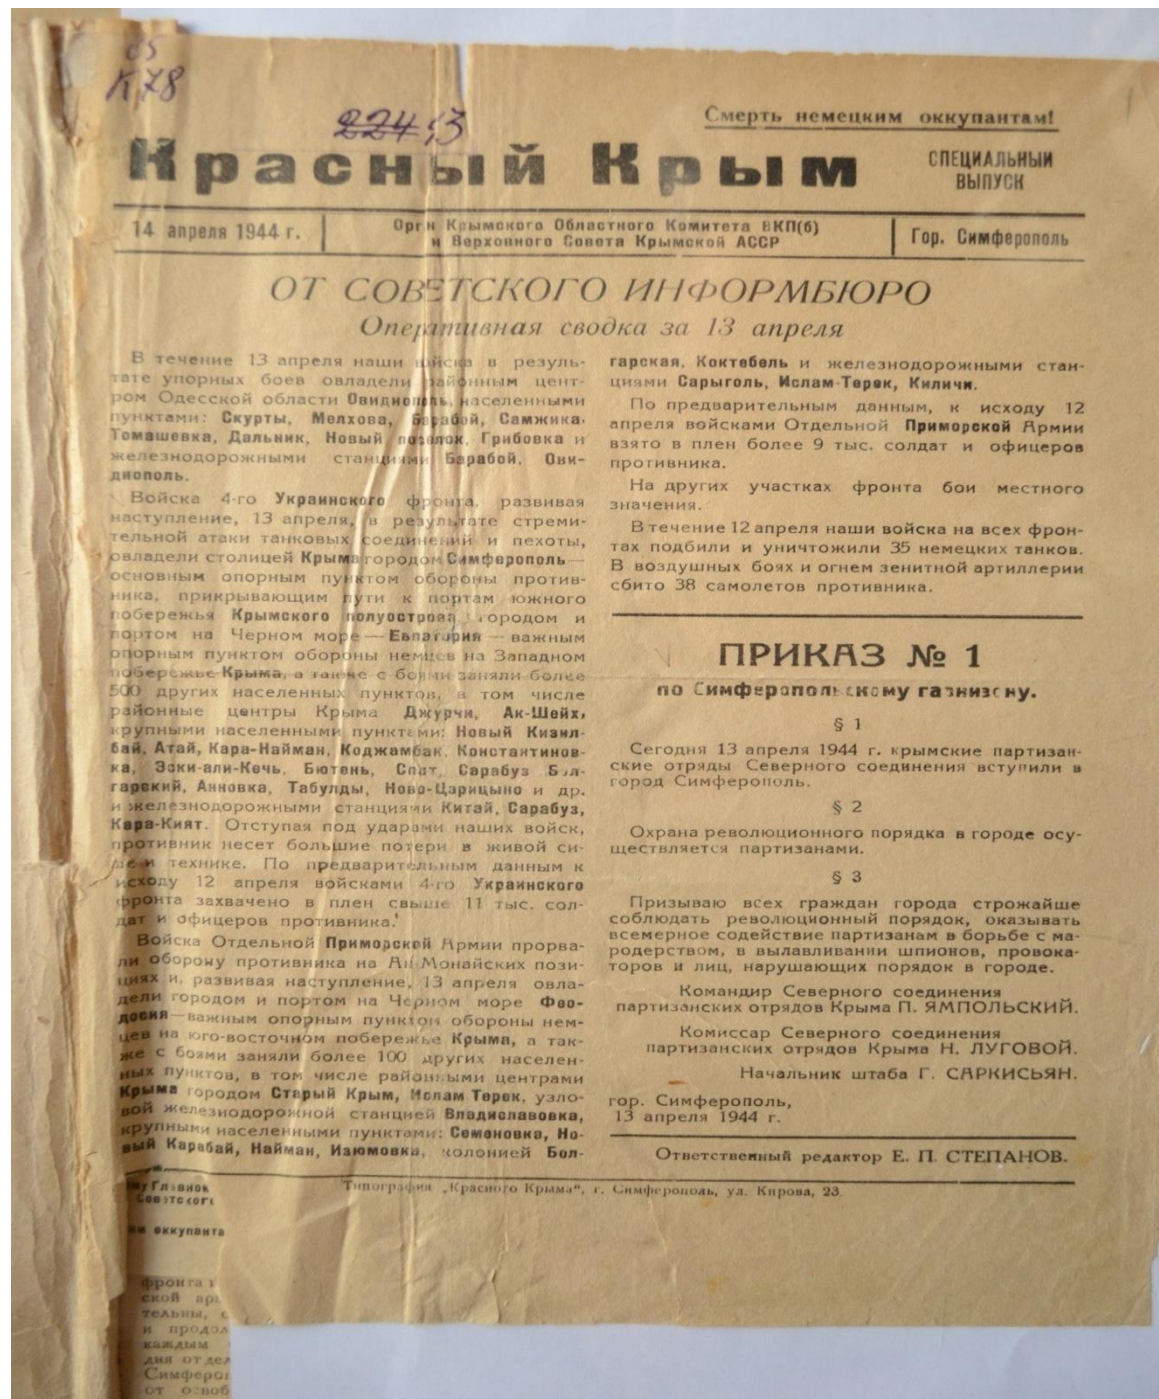 К78
224 ; 3
Смерть немецким оккупантам!
Красный Крым
СПЕЦИАЛЬНЫЙ
ВЫПУСК
14 апреля 1944 г.
Орган Крымского Областного Комитета ВКП(б)
и Верховного Совета Крымской АССР
Гор. Симферополь
ОТ СОВЕТСКОГО ИНФОРМБЮРО
Оперативная сводка за 13 апреля
В течение 13 апреля наши войска в резуль-
тате упорных боев овладели районным цент-
ром Одесской области Овидиополь, населенными
пунктами: Скурты, Мелхова, Барабой, Самжика-
Томашевка, Дальник, Новый поселок, Грибовка и
железнодорожными станциями Барабой, Ови-
диополь.
Войска 4-го Украинского фронта, развивая
наступление, 13 апреля, в результате стреми-
тельной атаки танковых соединений и пехоты,
овладели столицей Крыма городом Симферополь —
основным опорным пунктом обороны против-
ника, прикрывающим пути к портам южного
побережья Крымского полуострова, городом и
портом на Черном море — Евпатория — важным
опорным пунктом обороны немцев на Западном
побережье Крыма, а также с боями заняли более
500 других населенных пунктов, в том числе
районные центры Крыма Джурчи, Ак-Шейх,
крупными населенными пунктами: Новый Кизил-
бай, Атай, Кара-Найман, Коджамбак, Константинов-
ка, Эски-али-Кечь, Бютень, Спат, Сарабуз Бол-
гарский, Анновка, Табулды, Ново-Царицыно и др.
и железнодорожными станциями Китай, Сарабуз,
Кара-Кият. Отступая под ударами наших войск,
противник несет большие потери в живой си-
ле и технике. По предварительным данным к
исходу 12 апреля войсками 4-го Украинского
фронта захвачено в плен свыше 11 тыс. сол-
дат и офицеров противника.
Войска Отдельной Приморской Армии прорва-
ли оборону противника на Ак-Монайских пози-
циях и, развивая наступление, 13 апреля овла-
дели городом и портом на Черном море Фео-
досия — важным опорным пунктом обороны нем-
цев на юго-восточном побережье Крыма, а так-
же с боями заняли более 100 других населен-
ных пунктов, в том числе районными центрами
Крыма городом Старый Крым, Ислам Терек, узло-
вой железнодорожной станцией Владиславовка,
крупными населенными пунктами: Семеновка, Но-
вый Карабай, Найман, Изюмовка, колонией Бол-
гарская, Коктебель и железнодорожными стан-
циями Сарыголь, Ислам-Терек, Киличи.
По предварительным данным, к исходу 12
апреля войсками Отдельной Приморской Армии
взято в плен более 9 тыс. солдат и офицеров
противника.
На других участках фронта бои местного
значения.
В течение 12 апреля наши войска на всех фрон-
тах подбили и уничтожили 35 немецких танков.
В воздушных боях и огнем зенитной артиллерии
сбито 38 самолетов противника.
ПРИКАЗ № 1
по Симферопольскому гарнизону.
§ 1
Сегодня 13 апреля 1944 г. крымские партизан-
ские отряды Северного соединения вступили в
город Симферополь.
§ 2
Охрана революционного порядка в городе осу-
ществляется партизанами.
§ 3
Призываю всех граждан города строжайше
соблюдать революционный порядок, оказывать
всемерное содействие партизанам в борьбе с ма-
родерством, в вылавливании шпионов, провока-
торов и лиц, нарушающих порядок в городе.
Командир Северного соединения
партизанских отрядов Крыма П. ЯМПОЛЬСКИЙ.
Комиссар Северного соединения
партизанских отрядов Крыма Н. ЛУГОВОЙ.
Начальник штаба Г. САРКИСЬЯН.
гор. Симферополь,
13 апреля 1944 г.
Ответственный редактор Е. П. СТЕПАНОВ.
Типография „Красного Крыма“, г. Симферополь, ул. Кирова, 23.
му Главнок
Советског
оккупанта
фронта
ской
тельны,
и продол
каждым
дня отдел
Симферо
от освоб